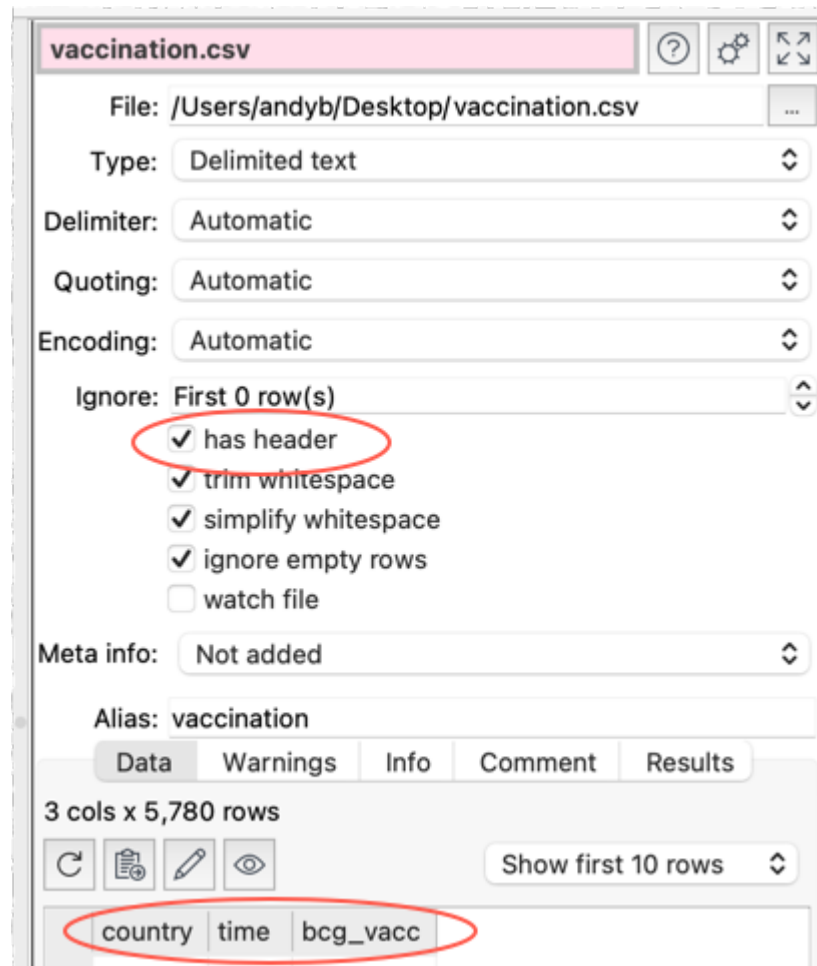 vaccination.csv
File: /Users/andyb/Desktop/vaccination.csv ...
Type: Delimited text
Delimiter: Automatic
Quoting: Automatic
Encoding: Automatic
Ignore: First 0 row(s)
has header
trim whitespace
simplify whitespace
ignore empty rows
watch file
Meta info: Not added
Alias: vaccination
Data Warnings Info Comment Results
3 cols x 5,780 rows
Show first 10 rows
country time bcg_vacc